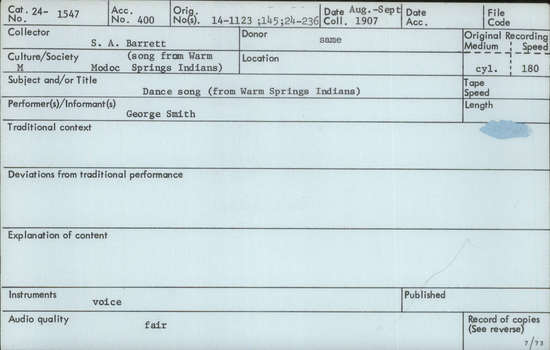 Cat. 24- 1547
No.
Acc.
No. 400
Orig.
No(s). 14-1123 ;145;24-236
Date Aug.-Sept
Coll. 1907
Date
Acc.
File
Code
Collector
S. A. Barrett
Donor
same
Original Recording
Medium Speed
cyl. 180
Culture/Society (song from Warm
M Modoc Springs Indians)
Location
Subject and/or Title
Dance song (from Warm Springs Indians)
Tape
Speed
Performer(s)/Informant(s)
George Smith
Length
Traditional context
Deviations from traditional performance
Explanation of content
Instruments
voice
Published
Audio quality
fair
Record of copies
(See reverse)
7/73